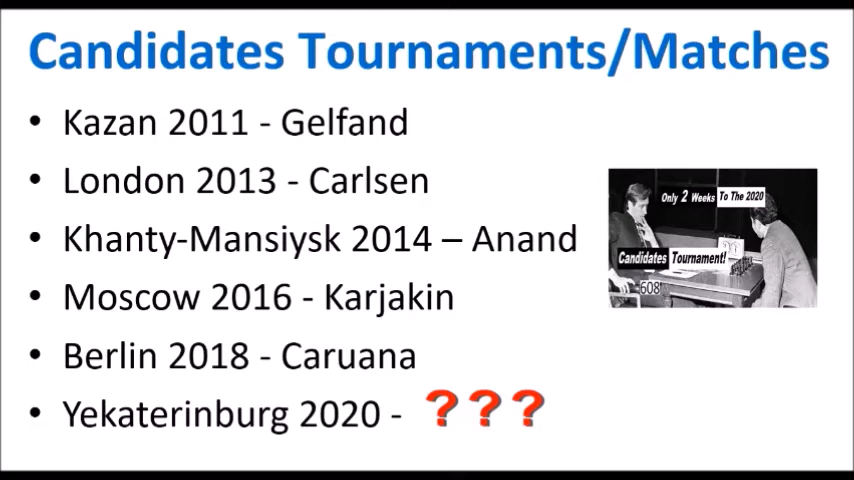 Candidates Tournaments/Matches
• Kazan 2011 - Gelfand
• London 2013 - Carlsen
• Khanty-Mansiysk 2014 – Anand
• Moscow 2016 - Karjakin
• Berlin 2018 - Caruana
• Yekaterinburg 2020 - ???
Only 2 Weeks To The 2020
Candidates Tournament!
608